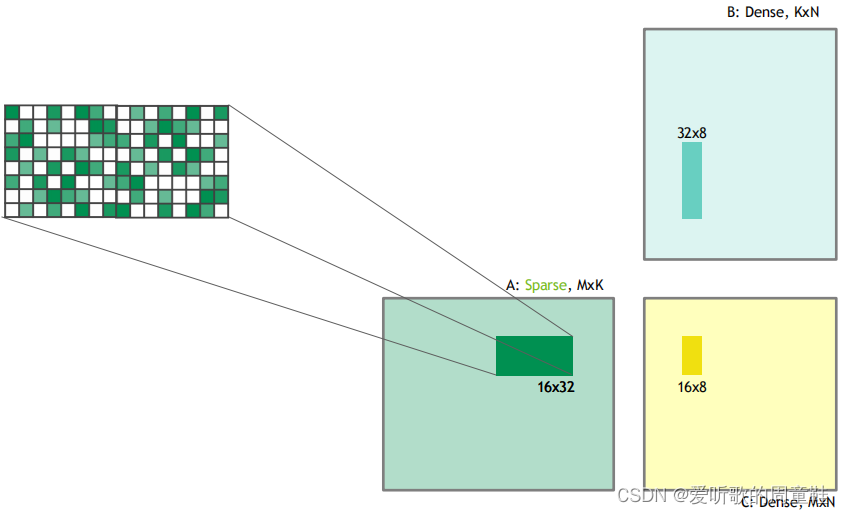 B: Dense, KxN
32x8
A: Sparse, MxK
16x32
16x8
CSDN @爱听歌的周童鞋
C: Dense, MxN